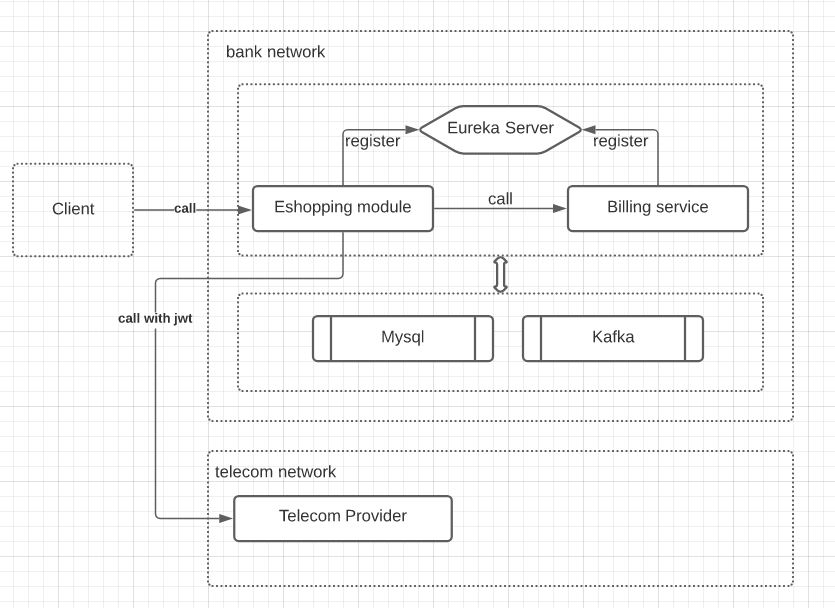 bank network
Eureka Server
register
register
Client
call
Eshopping module
call
Billing service
call with jwt
Mysql
Kafka
telecom network
Telecom Provider